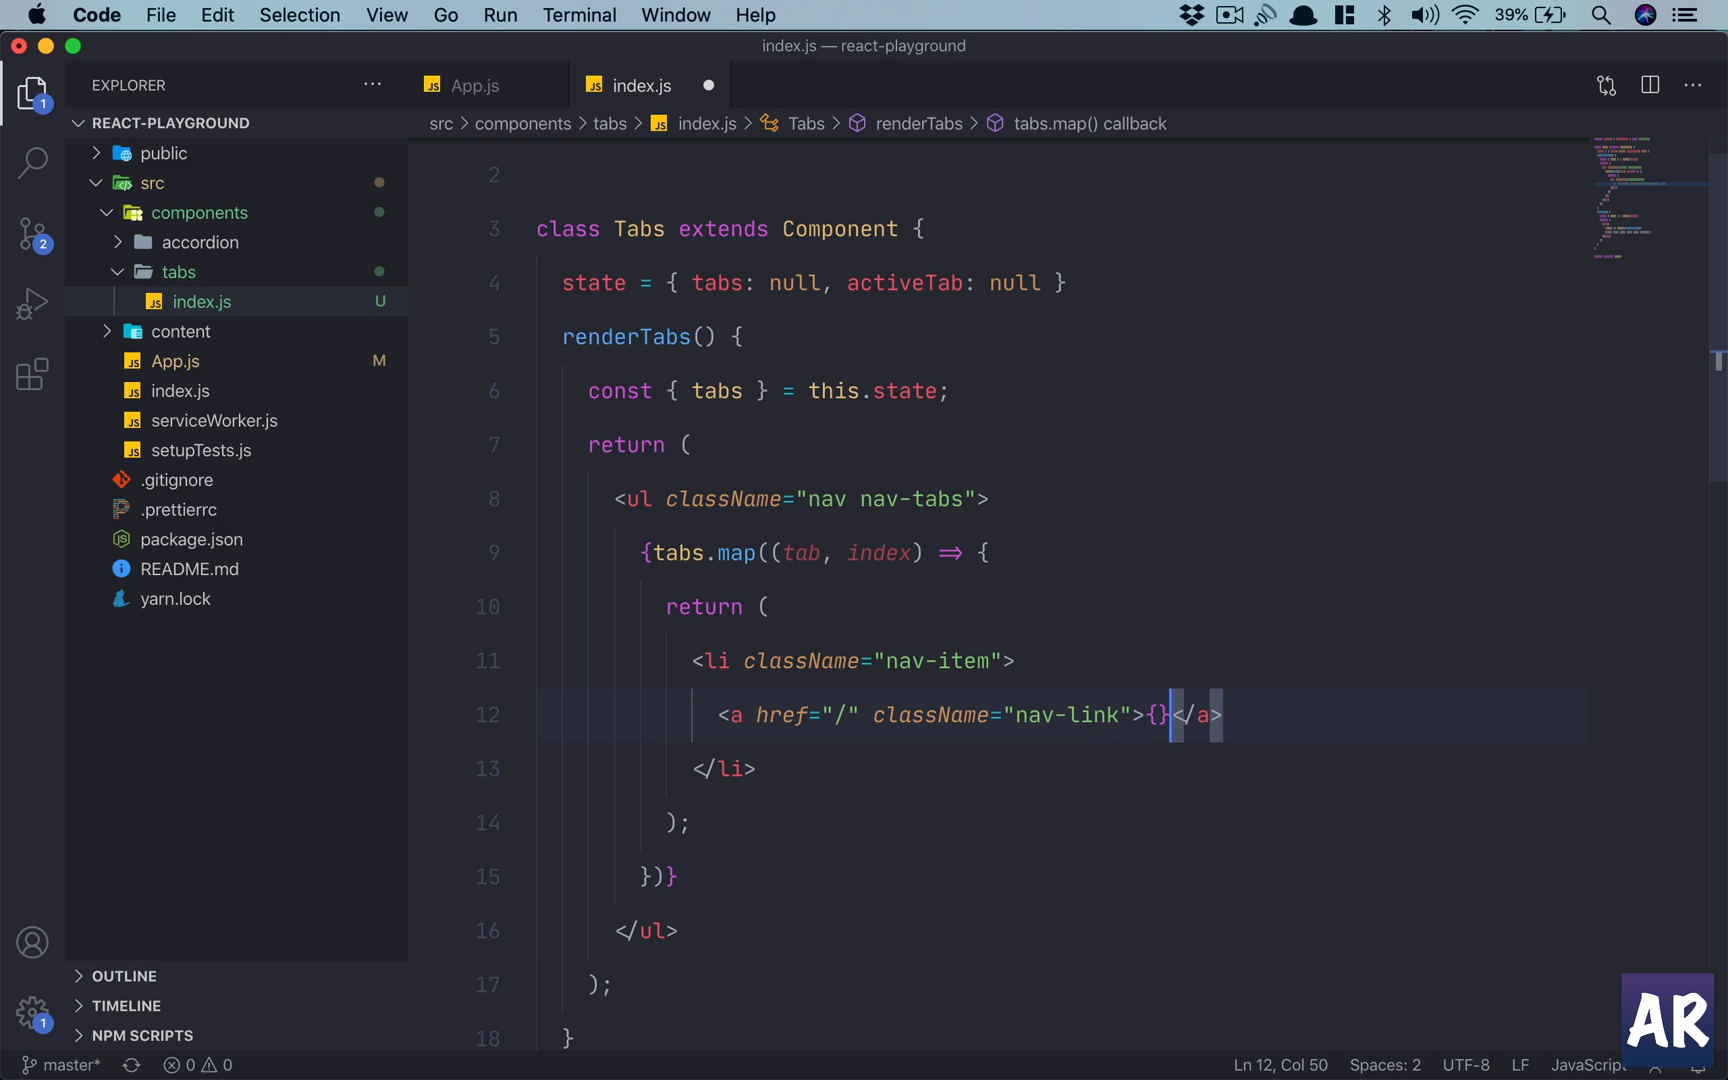 Code File Edit Selection View Go Run Terminal Window Help 39%
index.js — react-playground
EXPLORER
App.js
index.js
REACT-PLAYGROUND
src > components > tabs > index.js > Tabs > renderTabs > tabs.map() callback
public
src
components
accordion
tabs
index.js U
content
App.js M
index.js
serviceWorker.js
setupTests.js
.gitignore
.prettierrc
package.json
README.md
yarn.lock
OUTLINE
TIMELINE
NPM SCRIPTS
1
2
1
2
3 class Tabs extends Component {
4 state = { tabs: null, activeTab: null }
5 renderTabs() {
6 const { tabs } = this.state;
7 return (
8 <ul className="nav nav-tabs">
9 {tabs.map((tab, index) => {
10 return (
11 <li className="nav-item">
12 <a href="/" className="nav-link">{}</a>
13 </li>
14 );
15 })}
16 </ul>
17 );
18 }
AR
master* 0 0 Ln 12, Col 50 Spaces: 2 UTF-8 LF